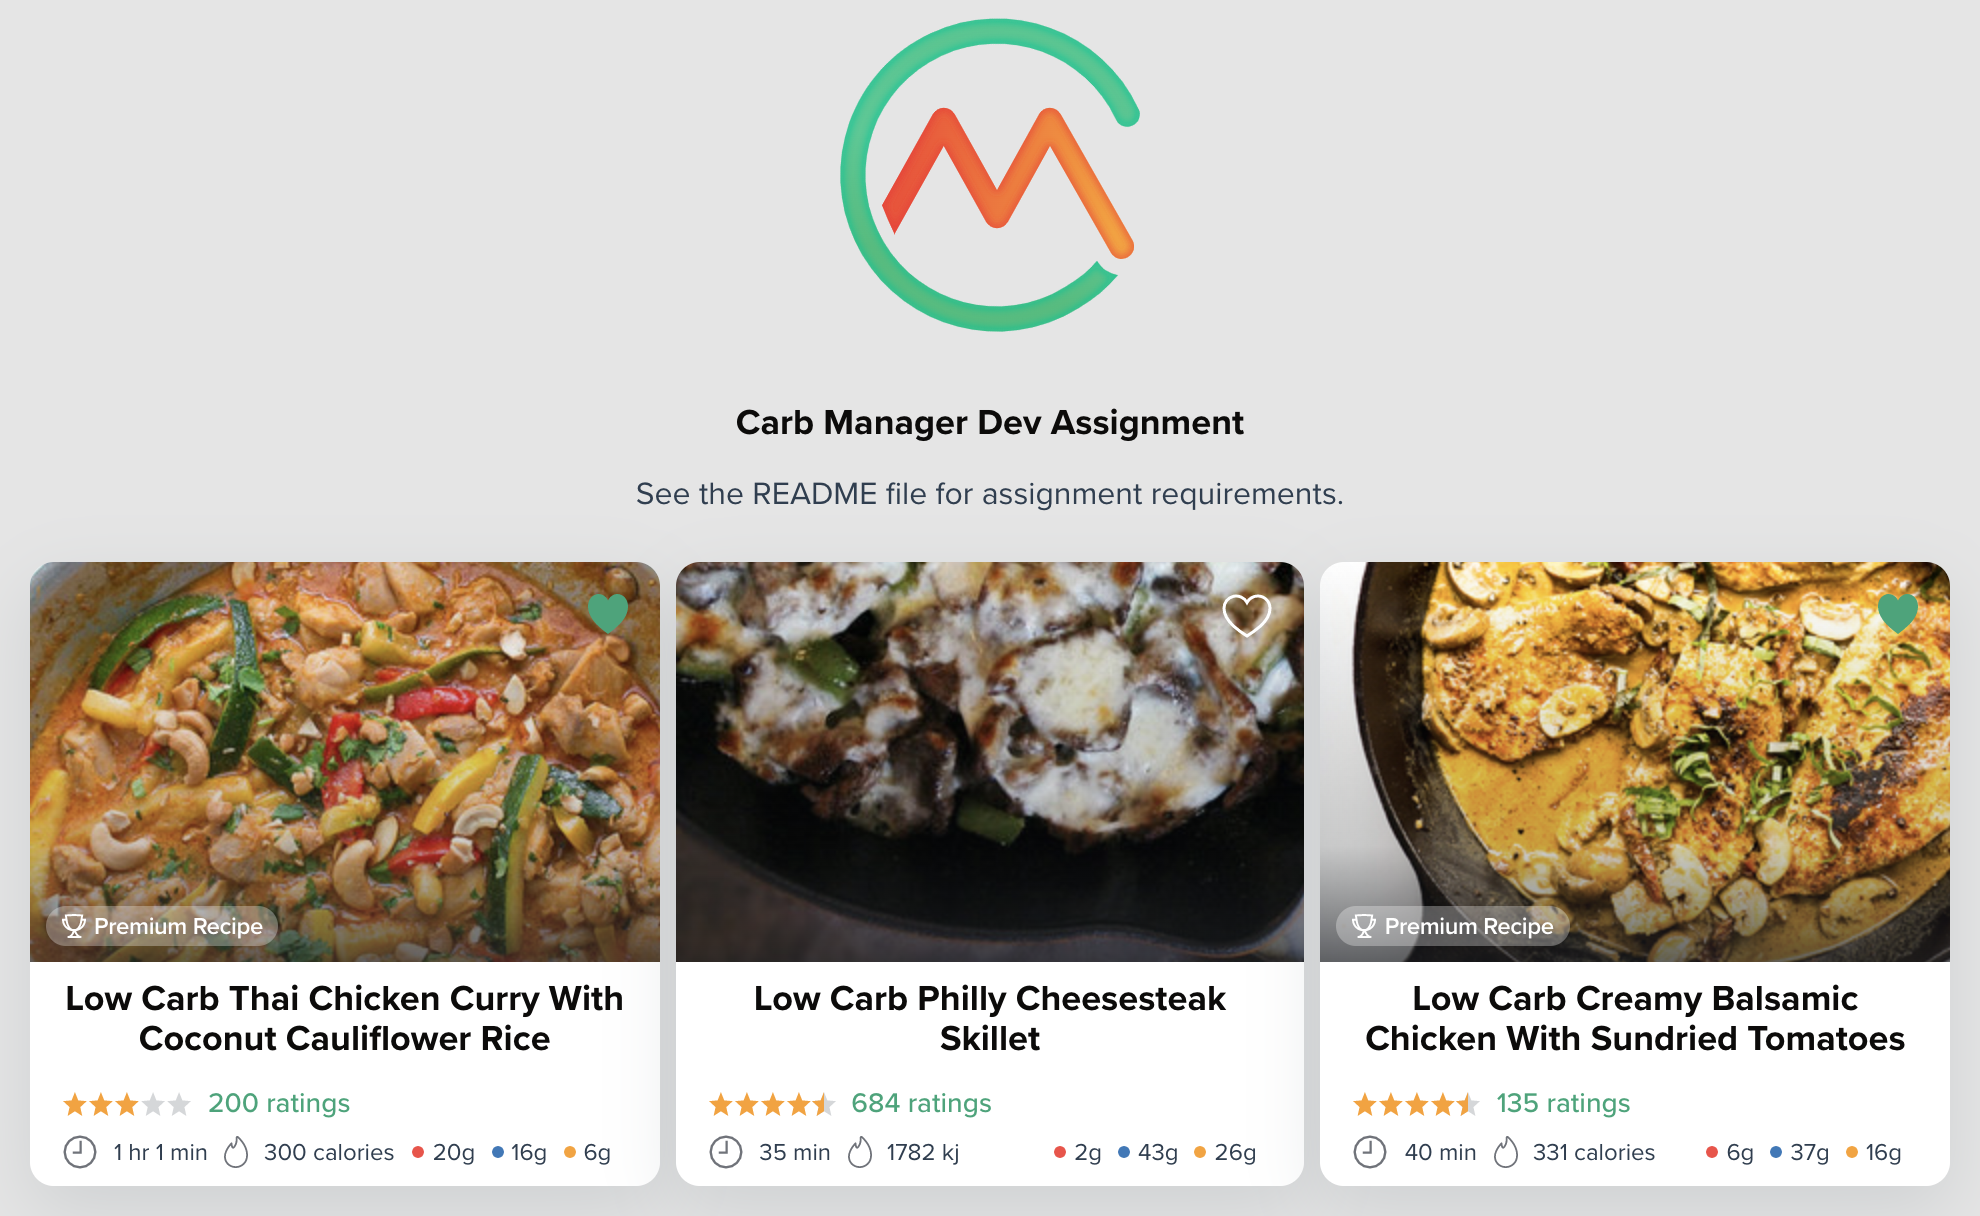 Carb Manager Dev Assignment
See the README file for assignment requirements.
Premium Recipe
Low Carb Thai Chicken Curry With
Coconut Cauliflower Rice
200 ratings
1 hr 1 min 300 calories 20g 16g 6g
Low Carb Philly Cheesesteak
Skillet
684 ratings
35 min 1782 kj 2g 43g 26g
Premium Recipe
Low Carb Creamy Balsamic
Chicken With Sundried Tomatoes
135 ratings
40 min 331 calories 6g 37g 16g